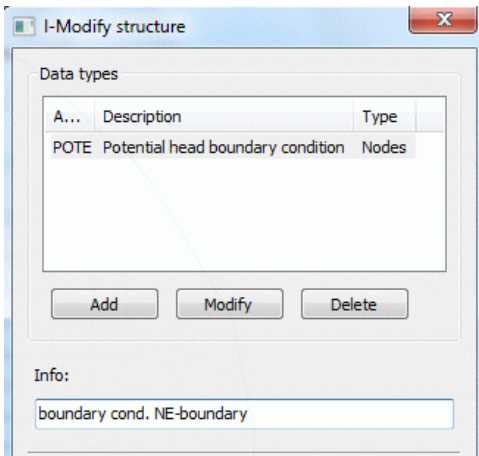 I-Modify structure
Data types
A... Description Type
POTE Potential head boundary condition Nodes
Add Modify Delete
Info:
boundary cond. NE-boundary